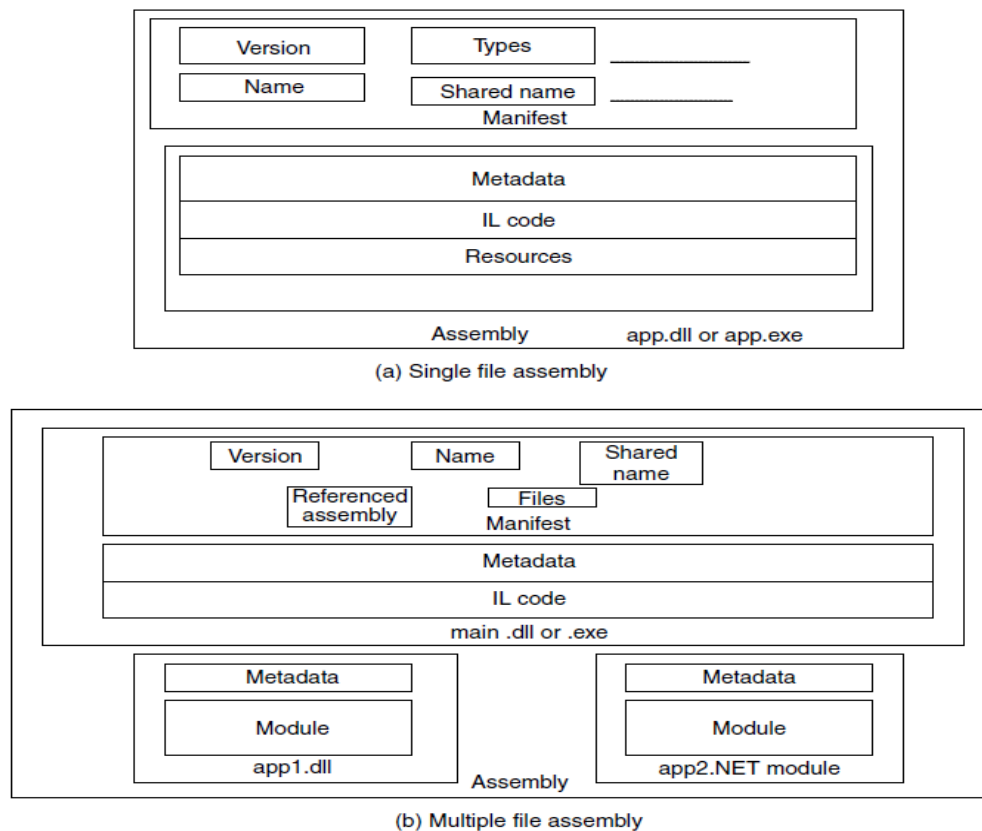 Version
Types
Name
Shared name
Manifest
Metadata
IL code
Resources
Assembly
app.dll or app.exe
(a) Single file assembly
Version
Name
Shared
name
Referenced
assembly
Files
Manifest
Metadata
IL code
main .dll or .exe
Metadata
Module
app1.dll
Metadata
Module
app2.NET module
Assembly
(b) Multiple file assembly